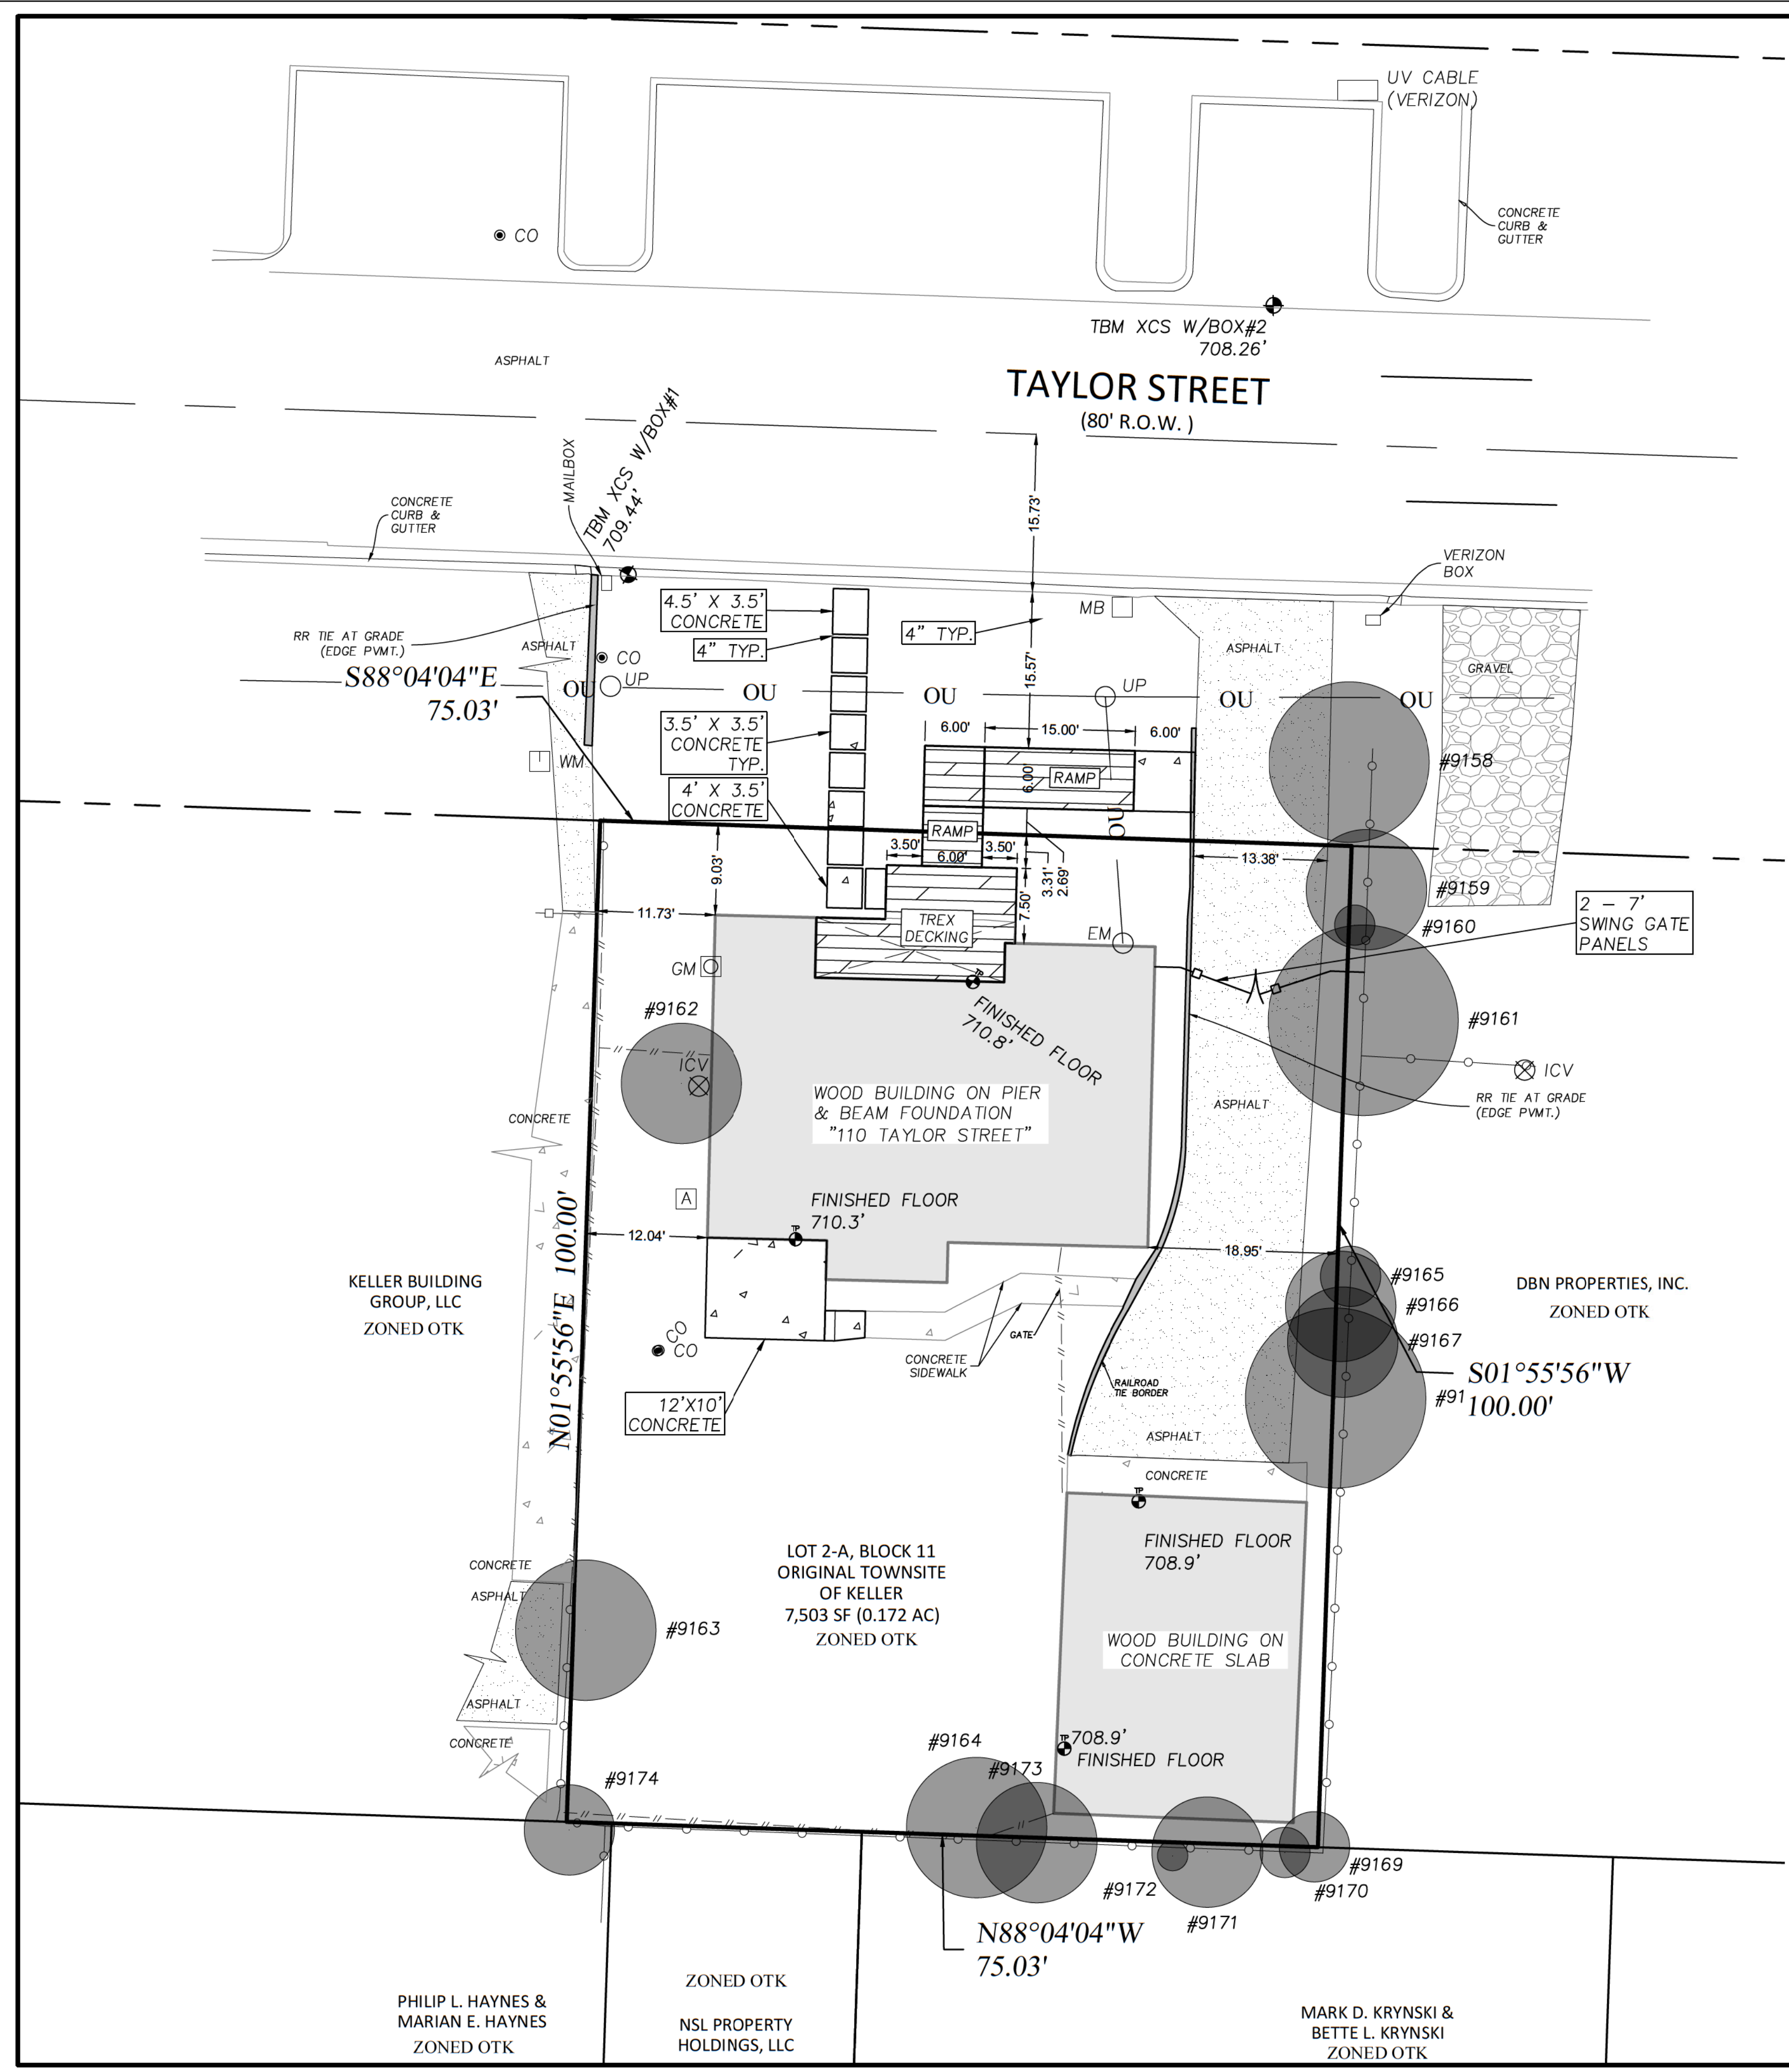 UV CABLE
(VERIZON)
CONCRETE
CURB &
GUTTER
CO
TBM XCS W/BOX#2
708.26'
ASPHALT
TAYLOR STREET
(80' R.O.W. )
MAILBOX
TBM XCS W/BOX#1
709.44'
CONCRETE
CURB &
GUTTER
15.73'
VERIZON
BOX
4.5' X 3.5'
CONCRETE
MB
4" TYP.
4" TYP.
RR TIE AT GRADE
(EDGE PVMT.)
ASPHALT
ASPHALT
GRAVEL
CO
15.57'
S88°04'04"E
75.03'
OU
UP
OU
OU
UP
OU
OU
3.5' X 3.5'
CONCRETE
TYP.
6.00'
15.00'
6.00'
WM
RAMP
6.00'
#9158
4' X 3.5'
CONCRETE
OU
RAMP
3.50'
6.00'
3.50'
3.31'
2.69'
13.38'
9.03'
7.50'
#9159
11.73'
TREX
DECKING
EM
#9160
2 – 7'
SWING GATE
PANELS
GM
TP
FINISHED FLOOR
710.8'
#9162
#9161
ICV
ICV
WOOD BUILDING ON PIER
& BEAM FOUNDATION
"110 TAYLOR STREET"
ASPHALT
RR TIE AT GRADE
(EDGE PVMT.)
CONCRETE
A
FINISHED FLOOR
710.3'
TP
12.04'
18.95'
N01°55'56"E 100.00'
KELLER BUILDING
GROUP, LLC
ZONED OTK
#9165
#9166
#9167
DBN PROPERTIES, INC.
ZONED OTK
CO
CO
GATE
CONCRETE
SIDEWALK
S01°55'56"W
100.00'
#91
RAILROAD
TIE BORDER
12'X10'
CONCRETE
ASPHALT
CONCRETE
TP
FINISHED FLOOR
708.9'
LOT 2-A, BLOCK 11
ORIGINAL TOWNSITE
OF KELLER
7,503 SF (0.172 AC)
ZONED OTK
CONCRETE
ASPHALT
#9163
WOOD BUILDING ON
CONCRETE SLAB
ASPHALT
CONCRETE
TP
708.9'
FINISHED FLOOR
#9164
#9173
#9174
#9169
#9172
#9170
#9171
N88°04'04"W
75.03'
ZONED OTK
NSL PROPERTY
HOLDINGS, LLC
PHILIP L. HAYNES &
MARIAN E. HAYNES
ZONED OTK
MARK D. KRYNSKI &
BETTE L. KRYNSKI
ZONED OTK